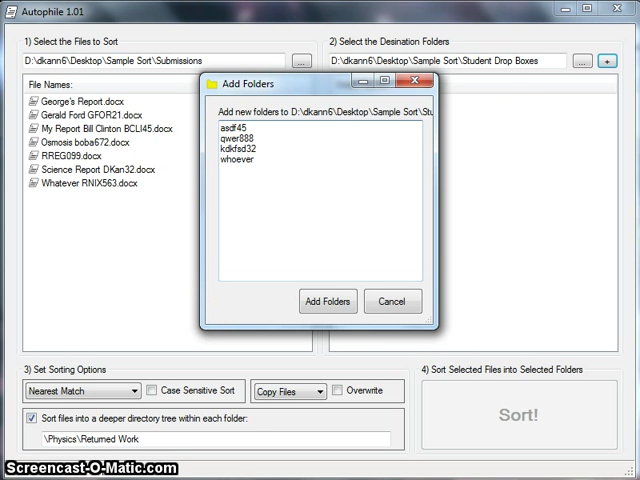 Autophile 1.01
1) Select the Files to Sort
2) Select the Desination Folders
D:\dkann6\Desktop\Sample Sort\Submissions
...
D:\dkann6\Desktop\Sample Sort\Student Drop Boxes
...
+
File Names:
George's Report.docx
Gerald Ford GFOR21.docx
My Report Bill Clinton BCLI45.docx
Osmosis boba672.docx
RREG099.docx
Science Report DKan32.docx
Whatever RNIX563.docx
Add Folders
Add new folders to D:\dkann6\Desktop\Sample Sort\Stu
asdf45
qwer888
kdkfsd32
whoever
Add Folders
Cancel
3) Set Sorting Options
4) Sort Selected Files into Selected Folders
Nearest Match
Case Sensitive Sort
Copy Files
Overwrite
Sort!
Sort files into a deeper directory tree within each folder:
\Physics\Returned Work
Screencast-O-Matic.com